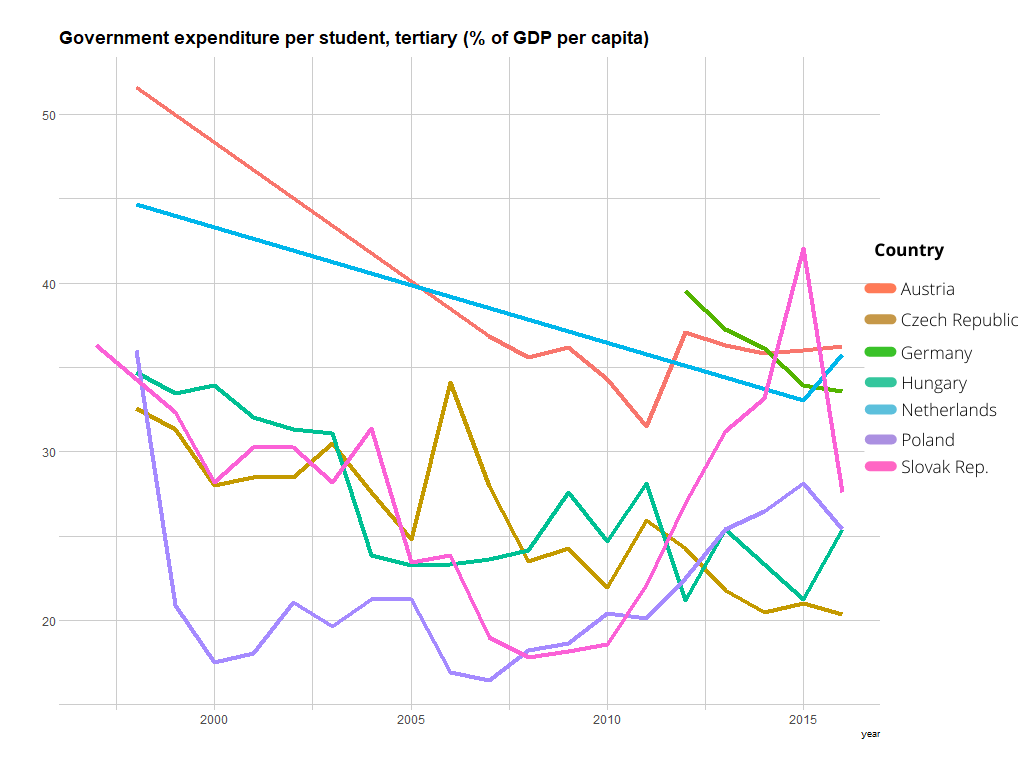 Government expenditure per student, tertiary (% of GDP per capita)
50
40
30
20
2000 2005 2010 2015
year
Country
Austria
Czech Republic
Germany
Hungary
Netherlands
Poland
Slovak Rep.